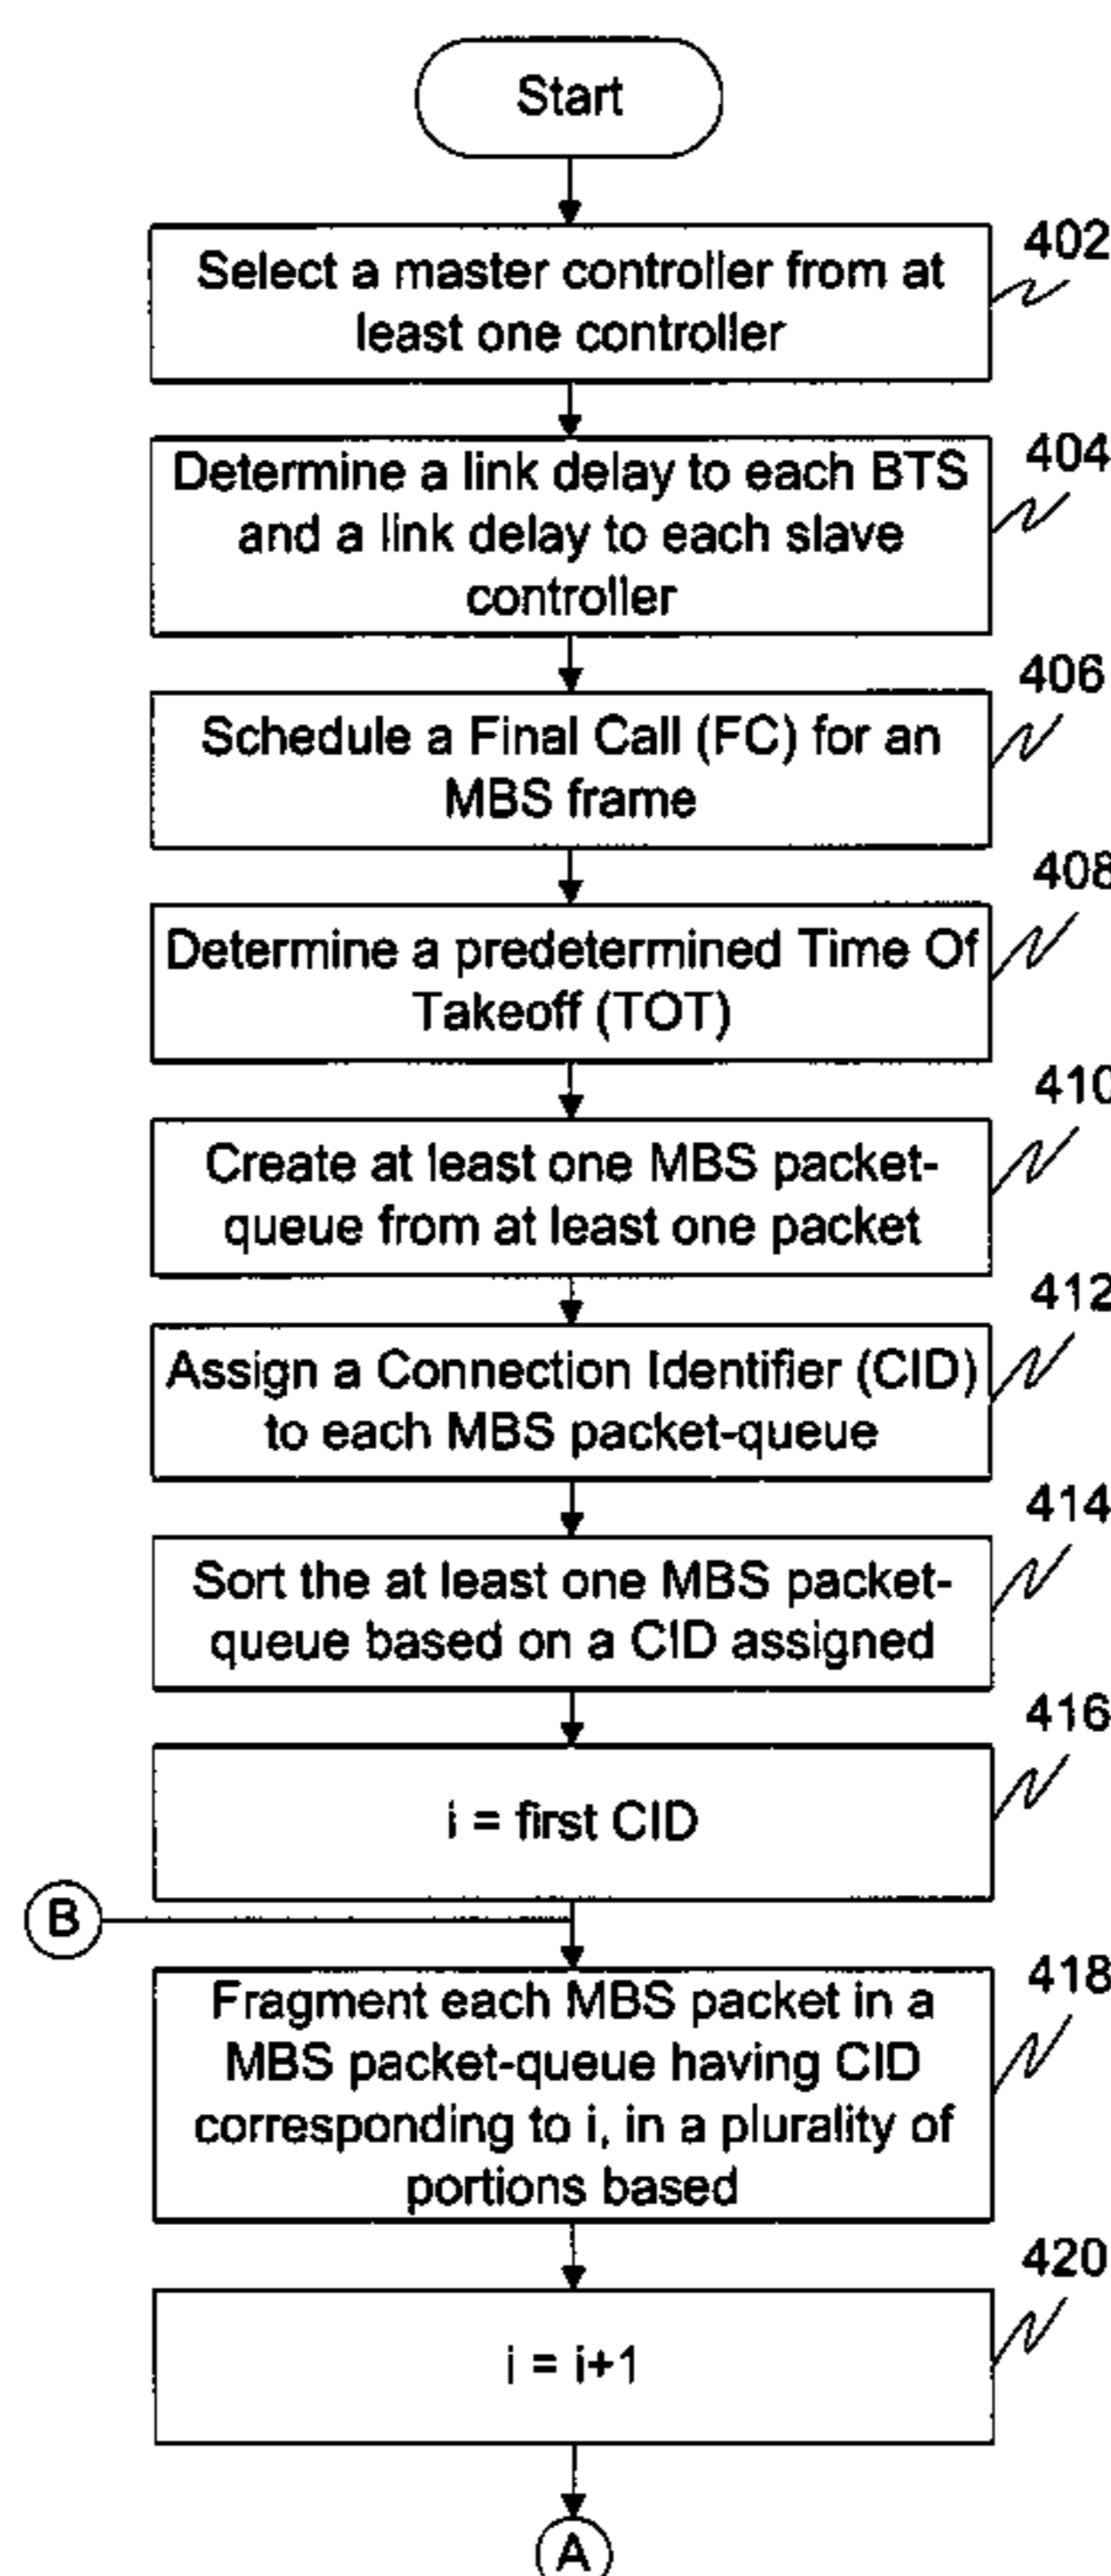 Start
402
Select a master controller from at
least one controller
404
Determine a link delay to each BTS
and a link delay to each slave
controller
406
Schedule a Final Call (FC) for an
MBS frame
408
Determine a predetermined Time Of
Takeoff (TOT)
410
Create at least one MBS packet-
queue from at least one packet
412
Assign a Connection Identifier (CID)
to each MBS packet-queue
414
Sort the at least one MBS packet-
queue based on a CID assigned
416
i = first CID
B
418
Fragment each MBS packet in a
MBS packet-queue having CID
corresponding to i, in a plurality of
portions based
420
i = i+1
A